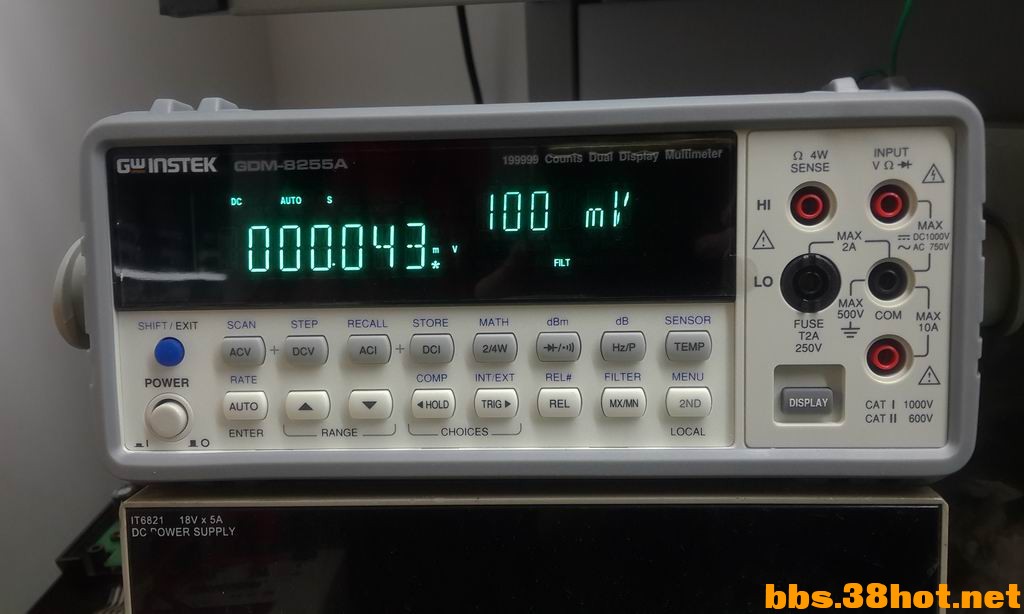 GWINSTEK GDM-8255A
199999 Counts Dual Display Multimeter
DC AUTO S
100 mV
000.043 m V
*
FILT
Ω 4W
SENSE
INPUT
V Ω
HI
MAX
DC1000V
AC 750V
MAX
2A
LO
MAX
500V
COM
FUSE
T2A
250V
MAX
10A
DISPLAY
CAT I 1000V
CAT II 600V
SHIFT / EXIT SCAN STEP RECALL STORE MATH dBm dB SENSOR
ACV + DCV ACI + DCI 2/4W Hz/P TEMP
POWER RATE COMP INT/EXT REL# FILTER MENU
AUTO ▲ ▼ ◄HOLD TRIG► REL MX/MN 2ND
I O ENTER RANGE CHOICES LOCAL
IT6821 18V x 5A
DC POWER SUPPLY
bbs.38hot.net